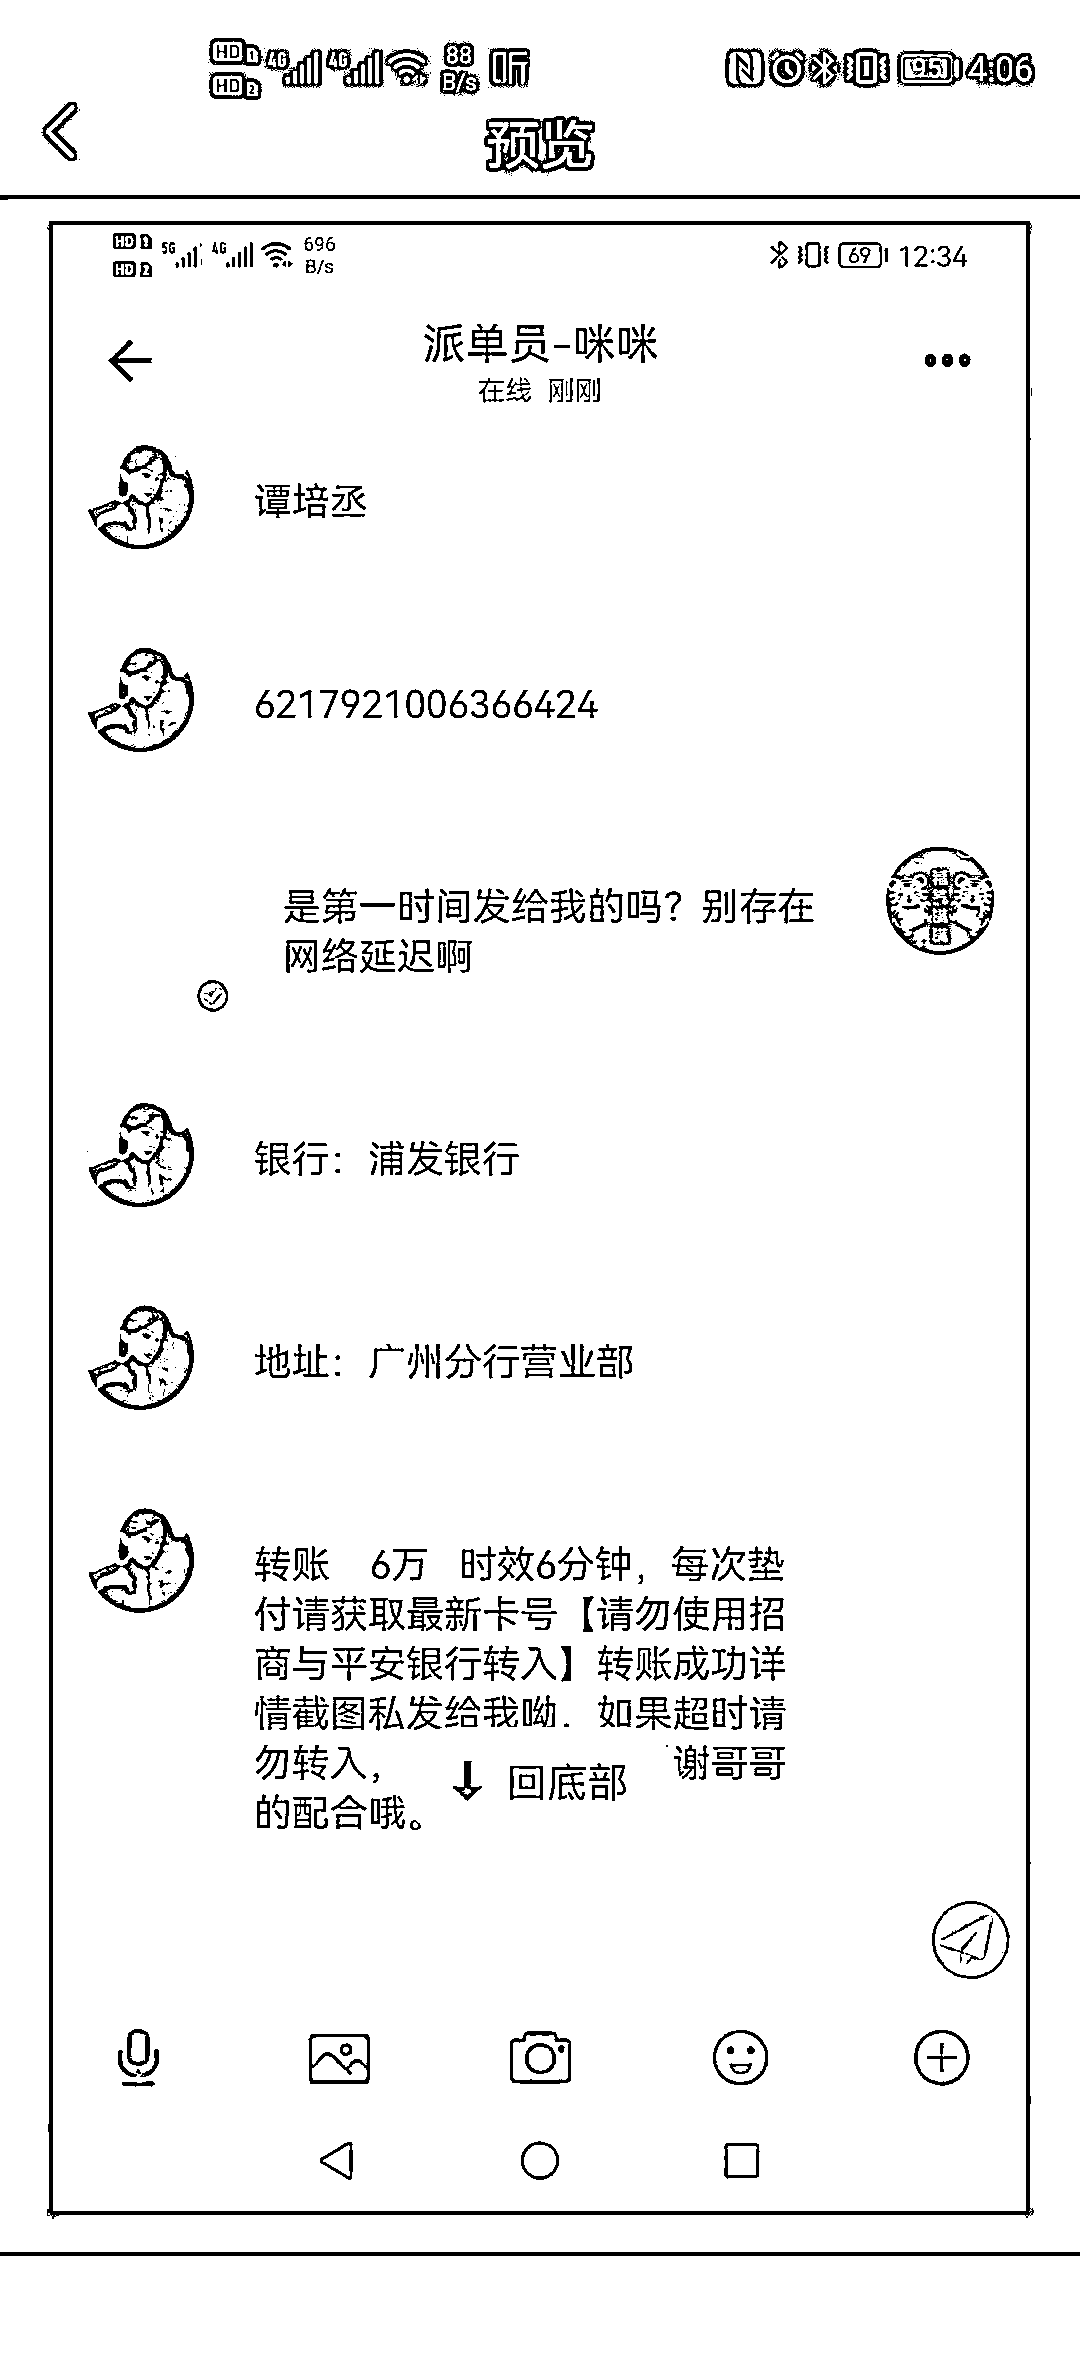 HD 1 4G 4G 88 听 95 4:06
HD 2 B/s
预览
HD 1 5G 4G 696 69 12:34
HD 2 B/s
派单员-咪咪
在线 刚刚
谭培丞
6217921006366424
是第一时间发给我的吗？别存在
网络延迟啊
银行：浦发银行
地址：广州分行营业部
转账 6万 时效6分钟，每次垫
付请获取最新卡号【请勿使用招
商与平安银行转入】转账成功详
情截图私发给我呦．如果超时请
勿转入， 谢哥哥
回底部
的配合哦。